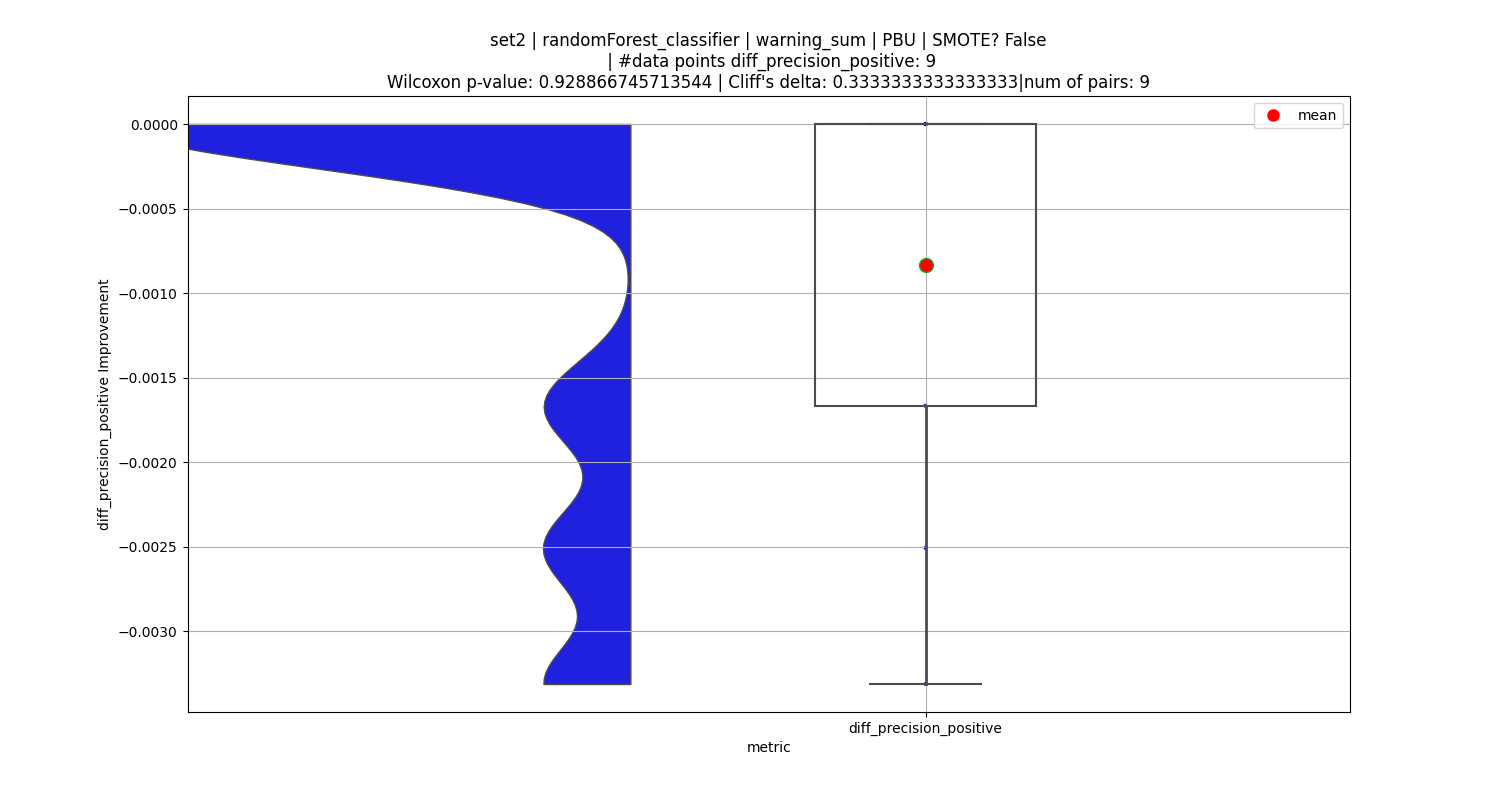 set2 | randomForest_classifier | warning_sum | PBU | SMOTE? False
| #data points diff_precision_positive: 9
Wilcoxon p-value: 0.928866745713544 | Cliff's delta: 0.3333333333333333|num of pairs: 9
mean
0.0000
−0.0005
−0.0010
−0.0015
−0.0020
−0.0025
−0.0030
diff_precision_positive Improvement
diff_precision_positive
metric